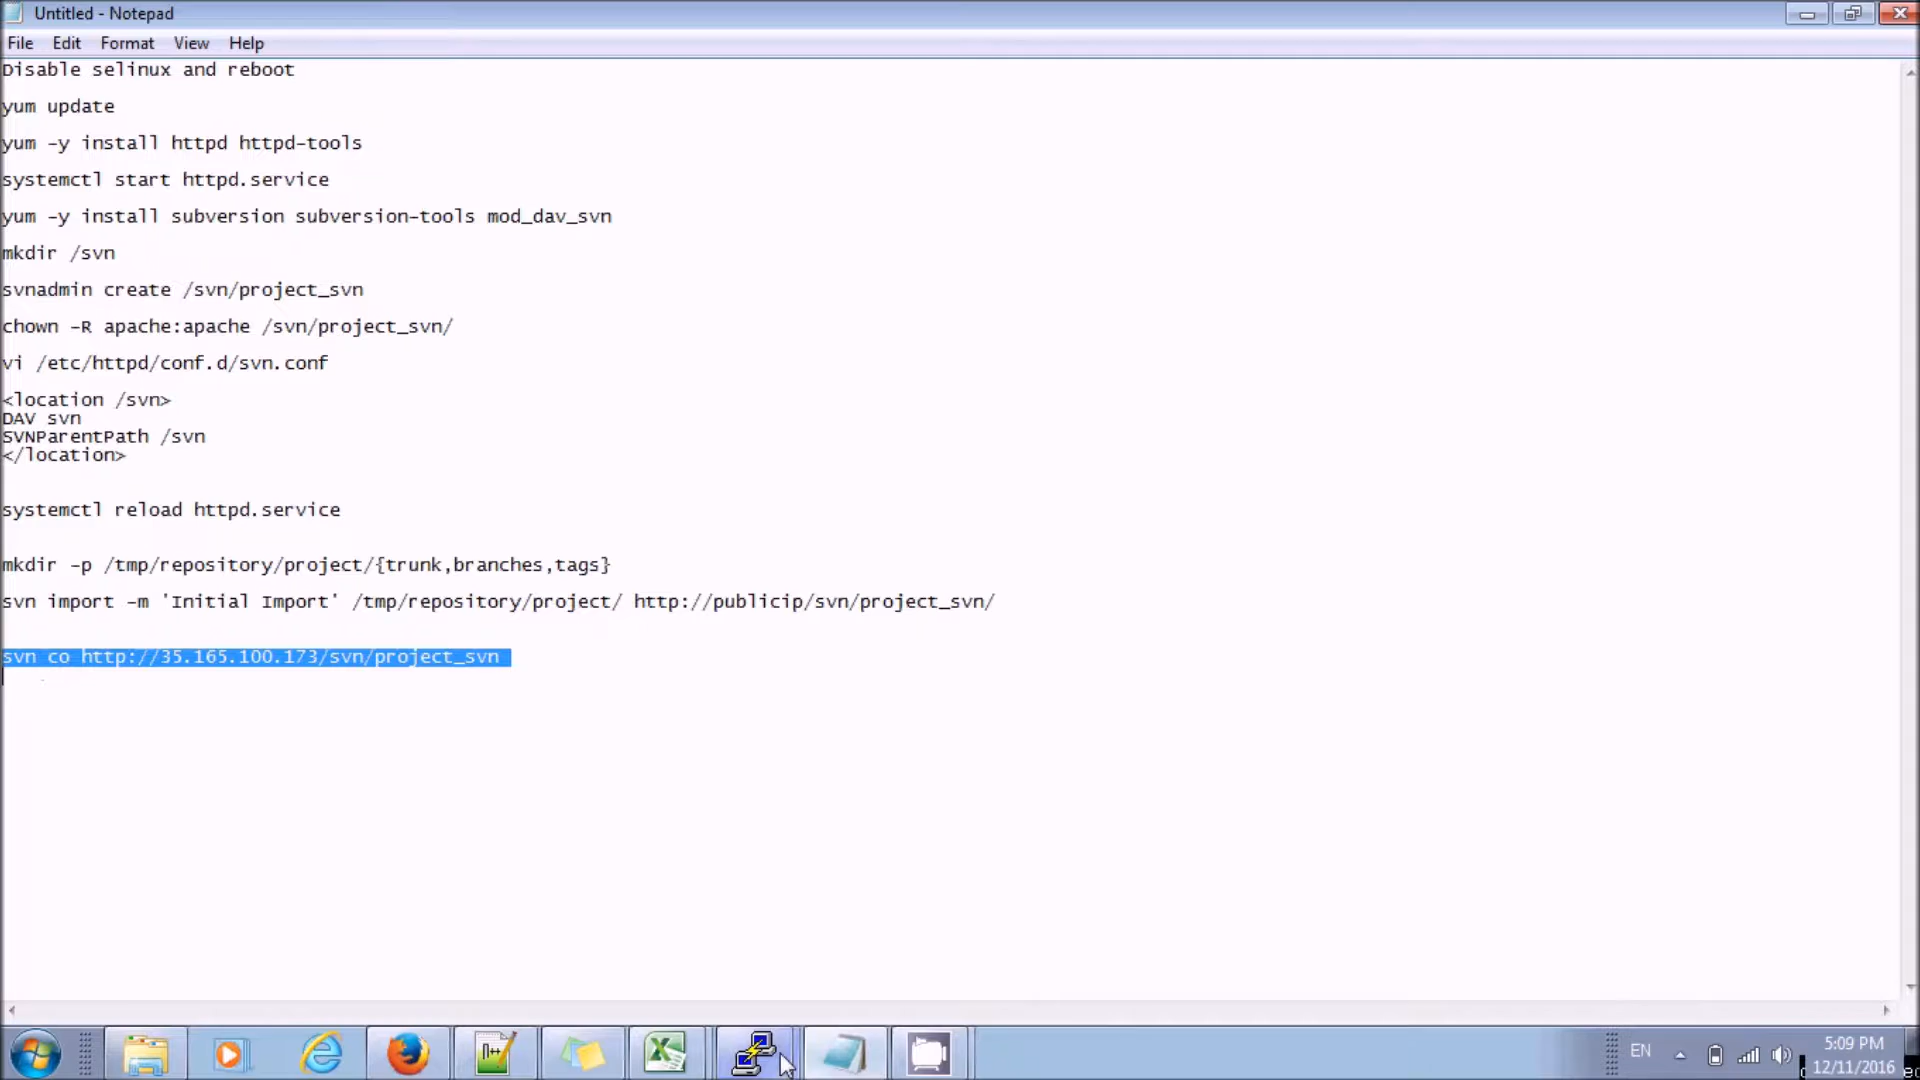 Untitled - Notepad
File Edit Format View Help
Disable selinux and reboot
yum update
yum -y install httpd httpd-tools
systemctl start httpd.service
yum -y install subversion subversion-tools mod_dav_svn
mkdir /svn
svnadmin create /svn/project_svn
chown -R apache:apache /svn/project_svn/
vi /etc/httpd/conf.d/svn.conf
<location /svn>
DAV svn
SVNParentPath /svn
</location>
systemctl reload httpd.service
mkdir -p /tmp/repository/project/{trunk,branches,tags}
svn import -m 'Initial Import' /tmp/repository/project/ http://publicip/svn/project_svn/
svn co http://35.165.100.173/svn/project_svn
EN
5:09 PM
12/11/2016